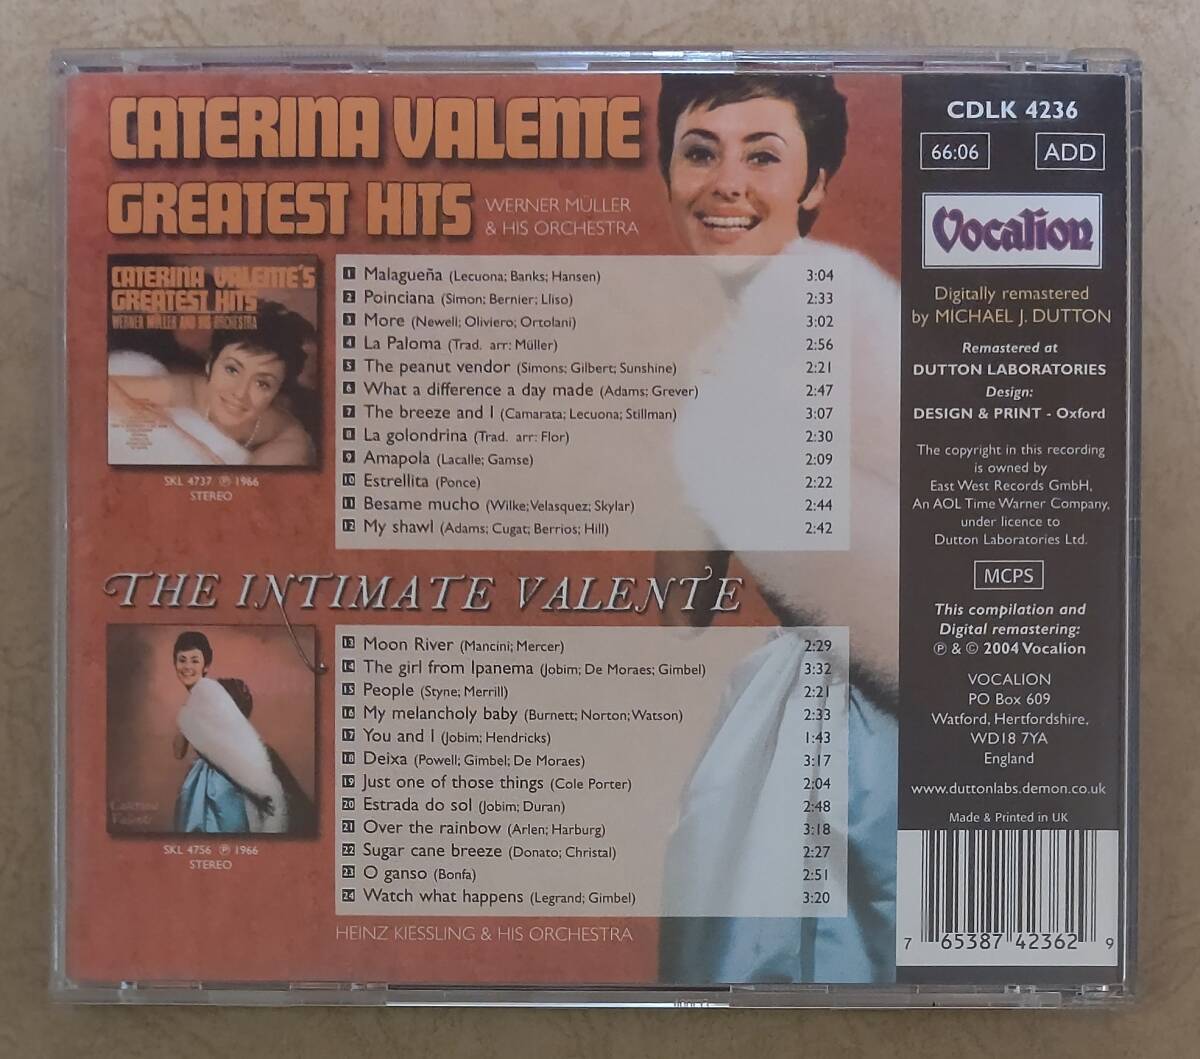 CATERINA VALENTE
GREATEST HITS
WERNER MÜLLER
& HIS ORCHESTRA
CATERINA VALENTE'S
GREATEST HITS
WERNER MÜLLER AND HIS ORCHESTRA
SKL 4737 ℗ 1966
STEREO
1 Malagueña (Lecuona; Banks; Hansen) 3:04
2 Poinciana (Simon; Bernier; Lliso) 2:33
3 More (Newell; Oliviero; Ortolani) 3:02
4 La Paloma (Trad. arr: Müller) 2:56
5 The peanut vendor (Simons; Gilbert; Sunshine) 2:21
6 What a difference a day made (Adams; Grever) 2:47
7 The breeze and I (Camarata; Lecuona; Stillman) 3:07
8 La golondrina (Trad. arr: Flor) 2:30
9 Amapola (Lacalle; Gamse) 2:09
10 Estrellita (Ponce) 2:22
11 Besame mucho (Wilke; Velasquez; Skylar) 2:44
12 My shawl (Adams; Cugat; Berrios; Hill) 2:42
THE INTIMATE VALENTE
Caterina
Valente
SKL 4756 ℗ 1966
STEREO
13 Moon River (Mancini; Mercer) 2:29
14 The girl from Ipanema (Jobim; De Moraes; Gimbel) 3:32
15 People (Styne; Merrill) 2:21
16 My melancholy baby (Burnett; Norton; Watson) 2:33
17 You and I (Jobim; Hendricks) 1:43
18 Deixa (Powell; Gimbel; De Moraes) 3:17
19 Just one of those things (Cole Porter) 2:04
20 Estrada do sol (Jobim; Duran) 2:48
21 Over the rainbow (Arlen; Harburg) 3:18
22 Sugar cane breeze (Donato; Christal) 2:27
23 O ganso (Bonfa) 2:51
24 Watch what happens (Legrand; Gimbel) 3:20
HEINZ KIESSLING & HIS ORCHESTRA
CDLK 4236
66:06 ADD
Vocalion
Digitally remastered
by MICHAEL J. DUTTON
Remastered at
DUTTON LABORATORIES
Design:
DESIGN & PRINT - Oxford
The copyright in this recording
is owned by
East West Records GmbH,
An AOL Time Warner Company,
under licence to
Dutton Laboratories Ltd.
MCPS
This compilation and
Digital remastering:
℗ & © 2004 Vocalion
VOCALION
PO Box 609
Watford, Hertfordshire,
WD18 7YA
England
www.duttonlabs.demon.co.uk
Made & Printed in UK
7 65387 42362 9